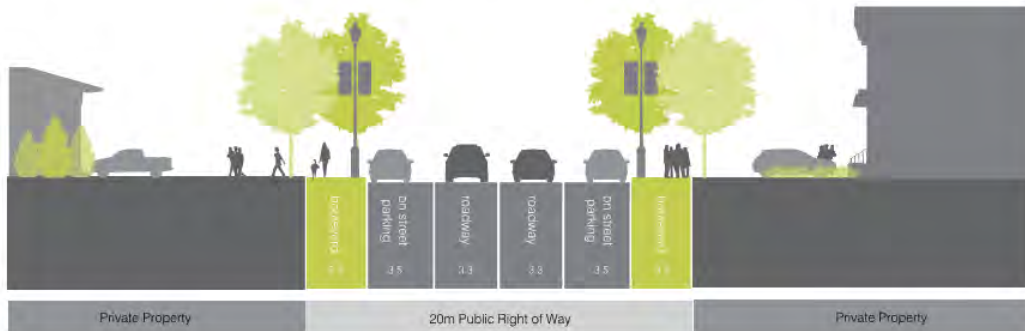 boulevard
on street
parking
roadway
roadway
on street
parking
boulevard
3.5
3.3
3.3
3.5
Private Property
20m Public Right of Way
Private Property